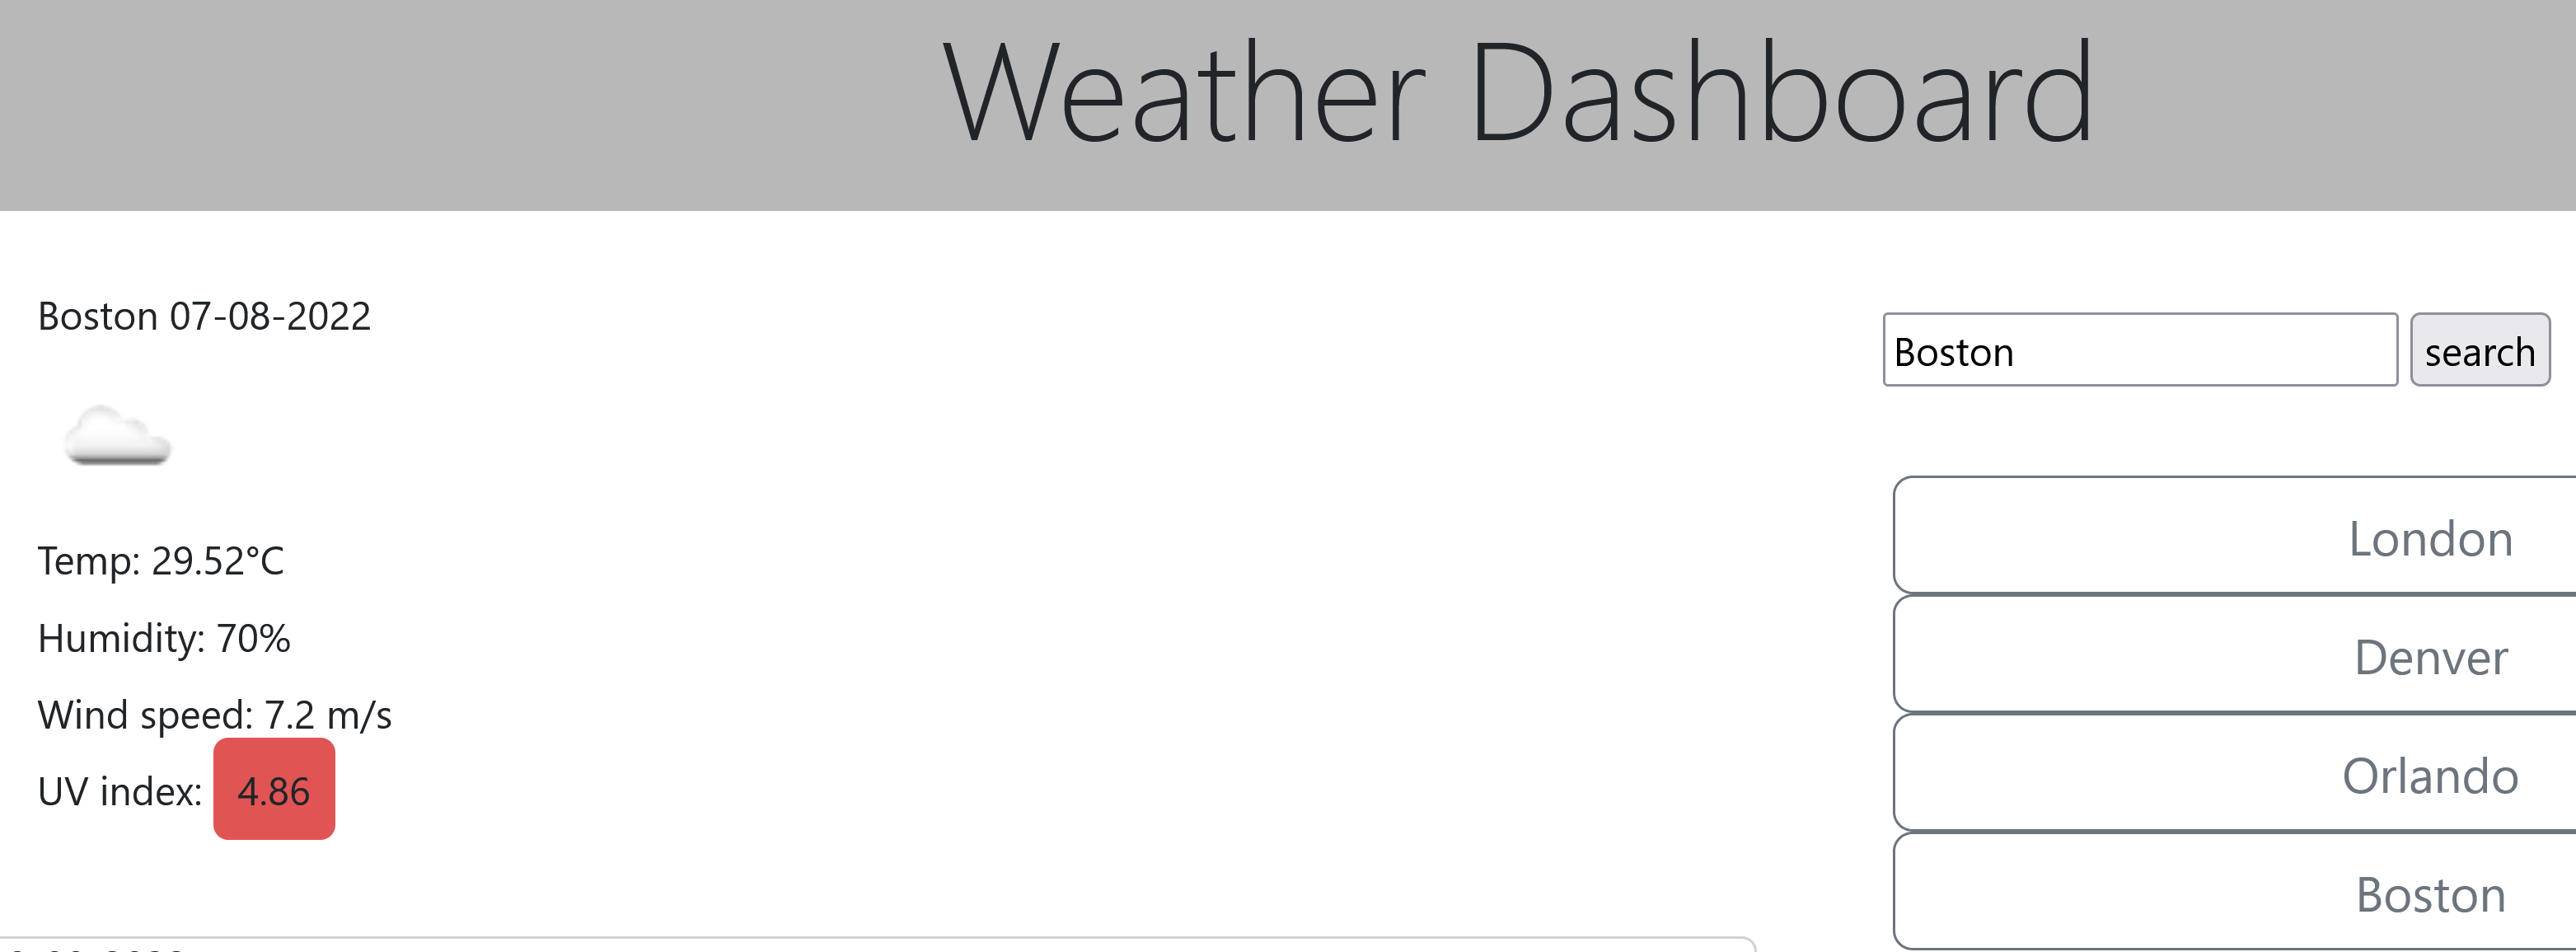 Weather Dashboard
Boston 07-08-2022
Temp: 29.52°C
Humidity: 70%
Wind speed: 7.2 m/s
UV index: 4.86
Boston
search
London
Denver
Orlando
Boston